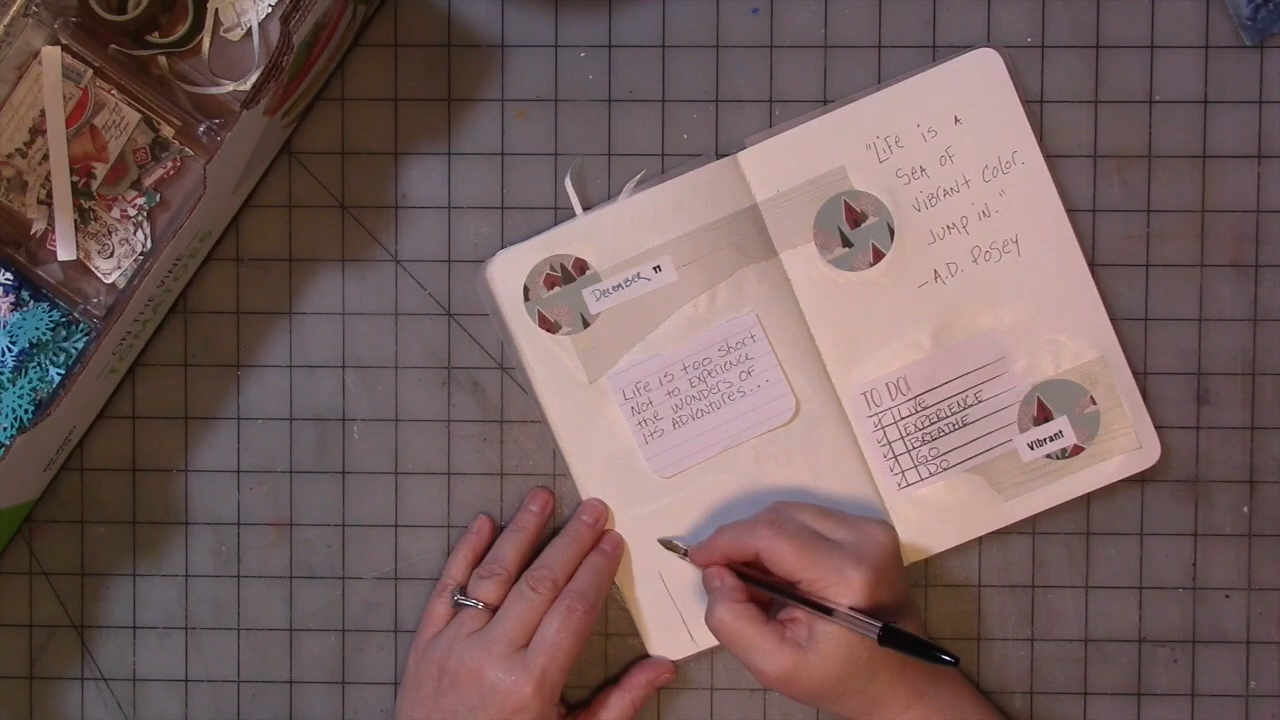 December 11
Life is too short
Not to Experience
the wonders of
its Adventures...
"Life is A
Sea of
Vibrant Color.
Jump in."
-A.D. Posey
TO DO!
LIVE
EXPERIENCE
BREATHE
GO
DO
Vibrant